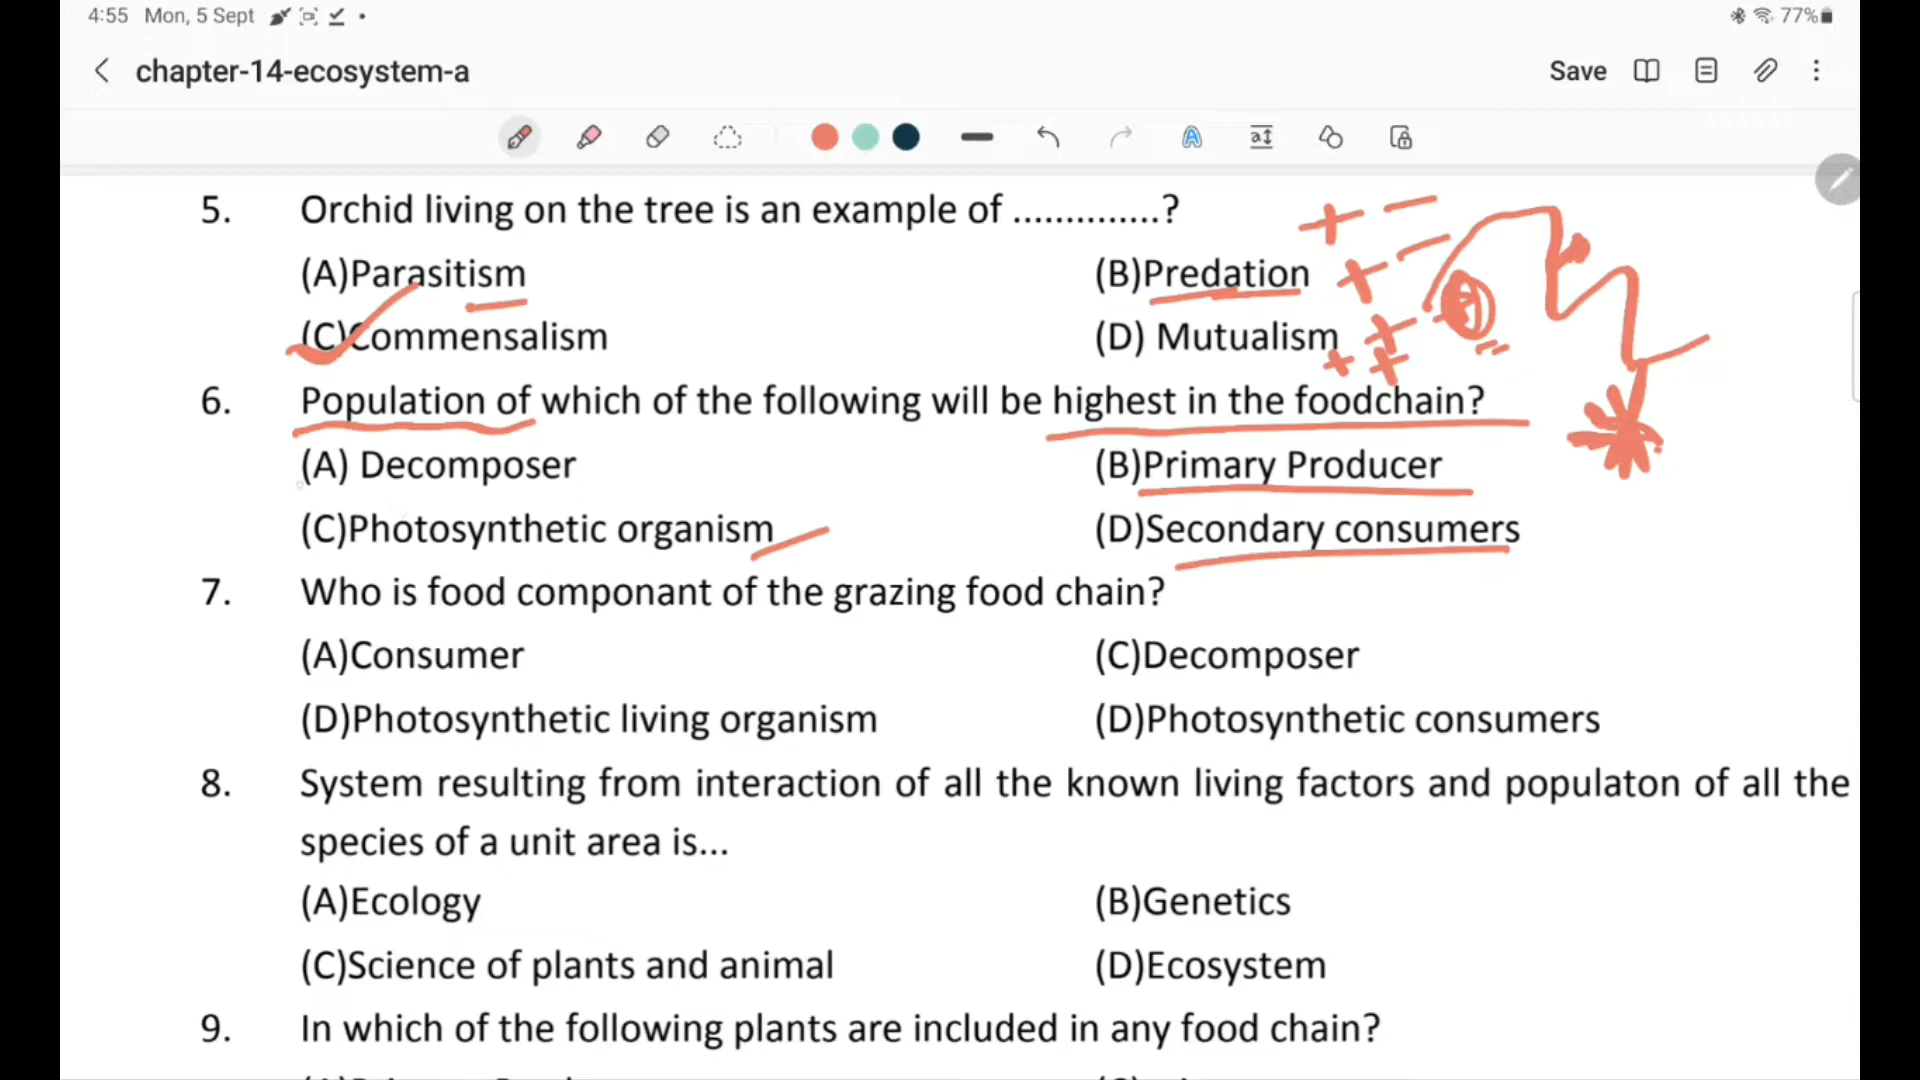 4:55 Mon, 5 Sept
77%
chapter-14-ecosystem-a
Save
5. Orchid living on the tree is an example of ..............?
(A)Parasitism (B)Predation
(C)Commensalism (D) Mutualism
6. Population of which of the following will be highest in the foodchain?
(A) Decomposer (B)Primary Producer
(C)Photosynthetic organism (D)Secondary consumers
7. Who is food componant of the grazing food chain?
(A)Consumer (C)Decomposer
(D)Photosynthetic living organism (D)Photosynthetic consumers
8. System resulting from interaction of all the known living factors and populaton of all the
species of a unit area is...
(A)Ecology (B)Genetics
(C)Science of plants and animal (D)Ecosystem
9. In which of the following plants are included in any food chain?